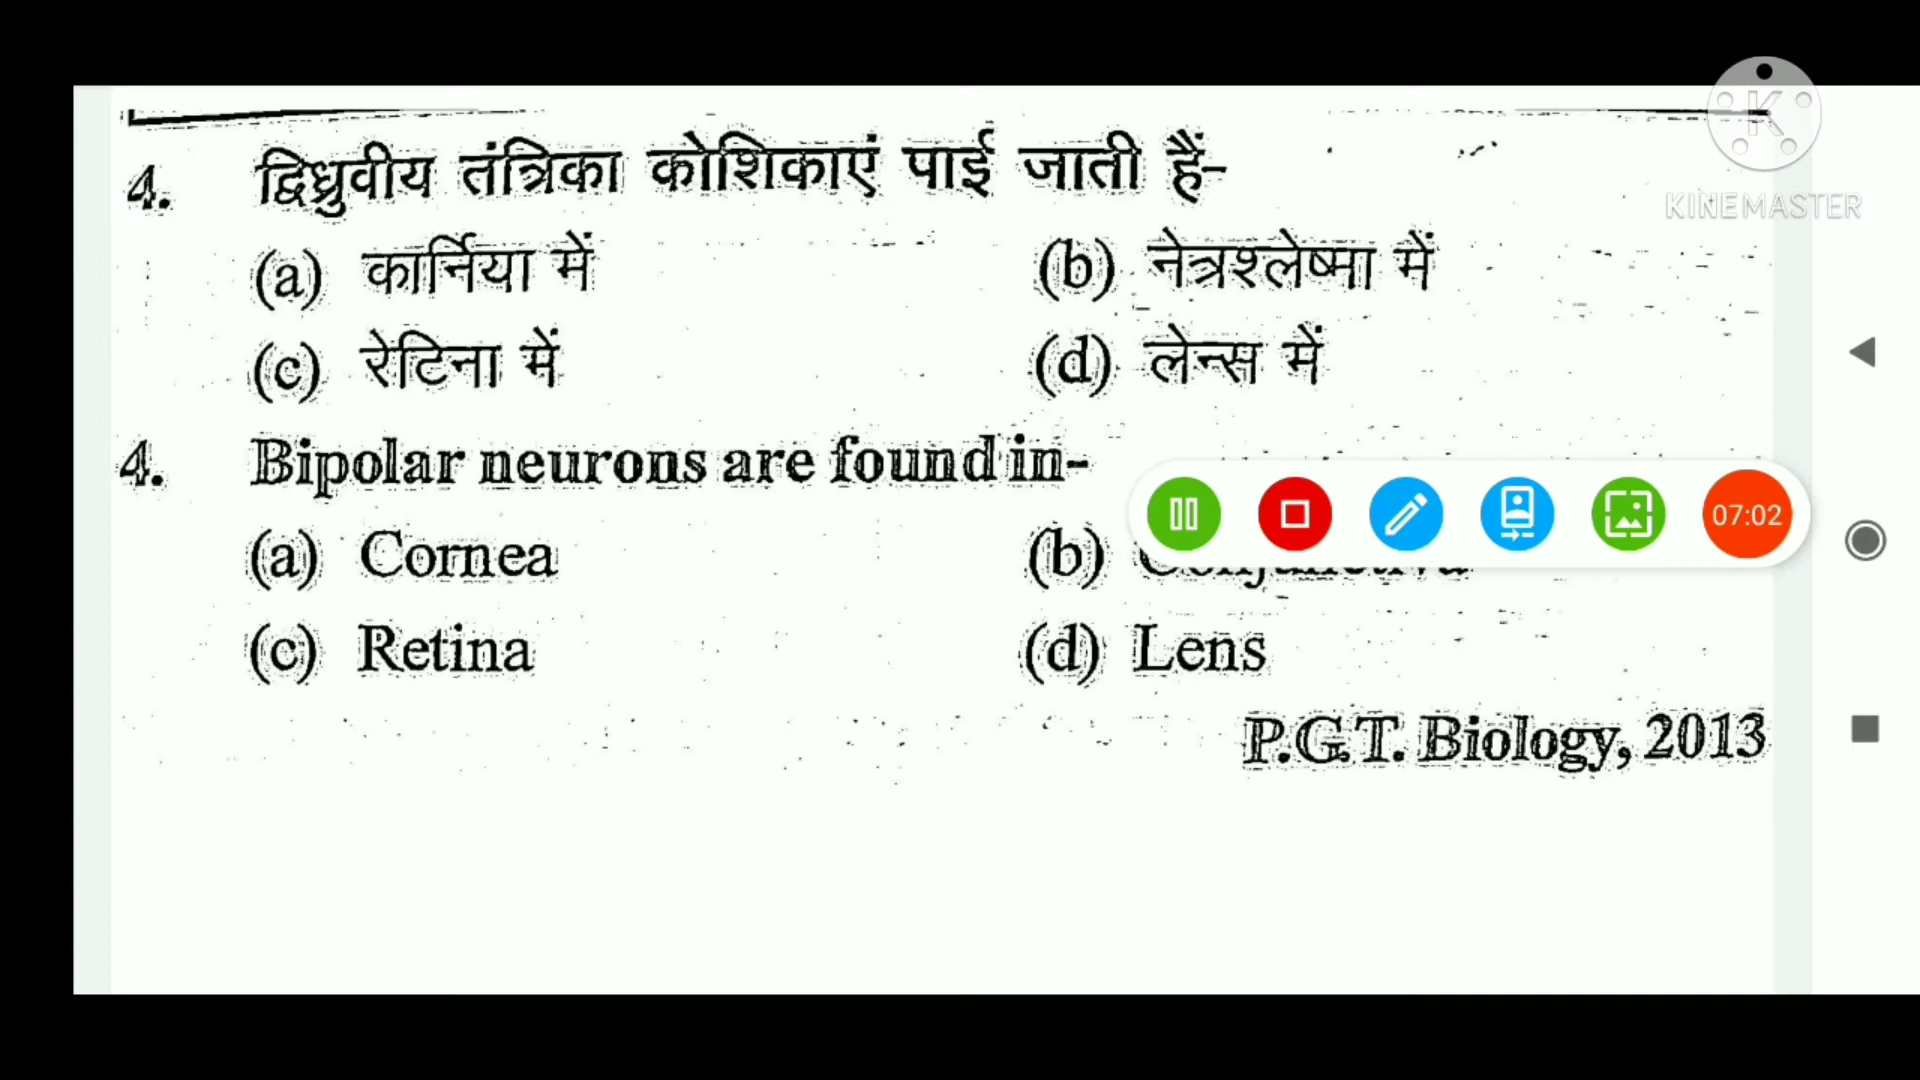 KINEMASTER
4. द्विध्रुवीय तंत्रिका कोशिकाएं पाई जाती हैं-
(a) कार्निया में (b) नेत्रश्लेष्मा में
(c) रेटिना में (d) लेन्स में
4. Bipolar neurons are found in-
07:02
(a) Cornea (b)
(c) Retina (d) Lens
P.G.T. Biology, 2013